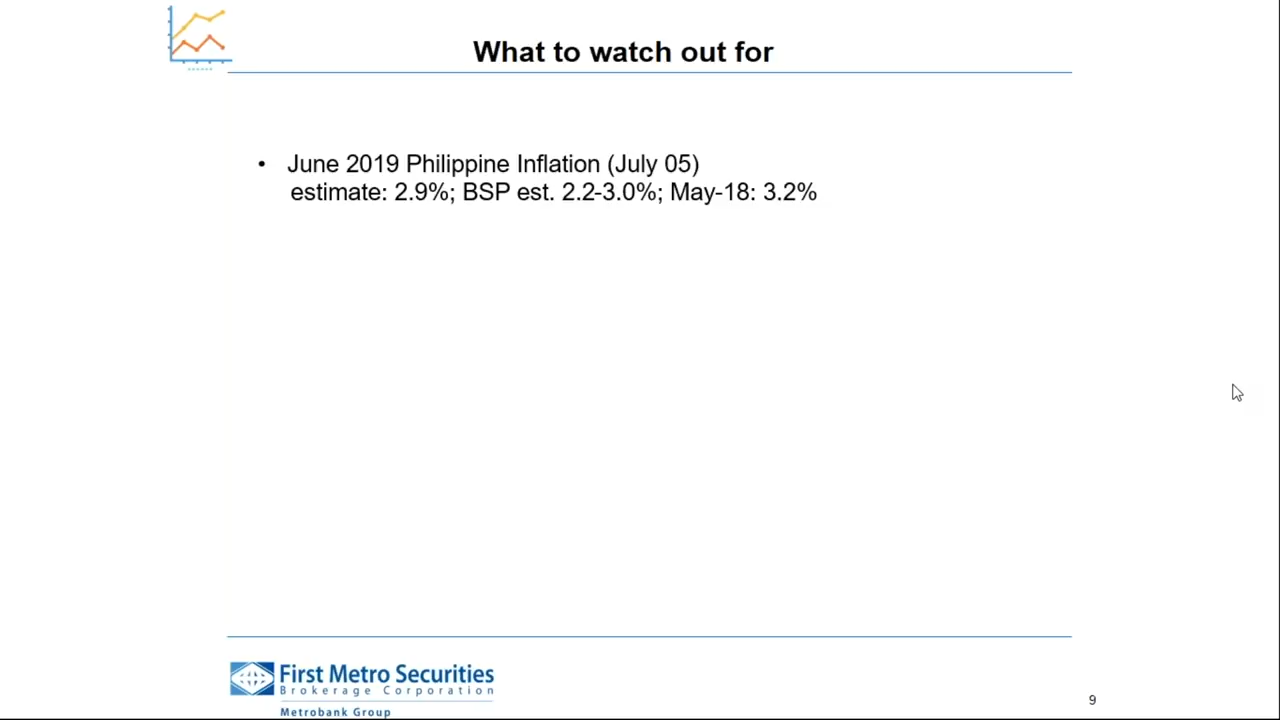 What to watch out for
• June 2019 Philippine Inflation (July 05)
estimate: 2.9%; BSP est. 2.2-3.0%; May-18: 3.2%
First Metro Securities
Brokerage Corporation
Metrobank Group
9